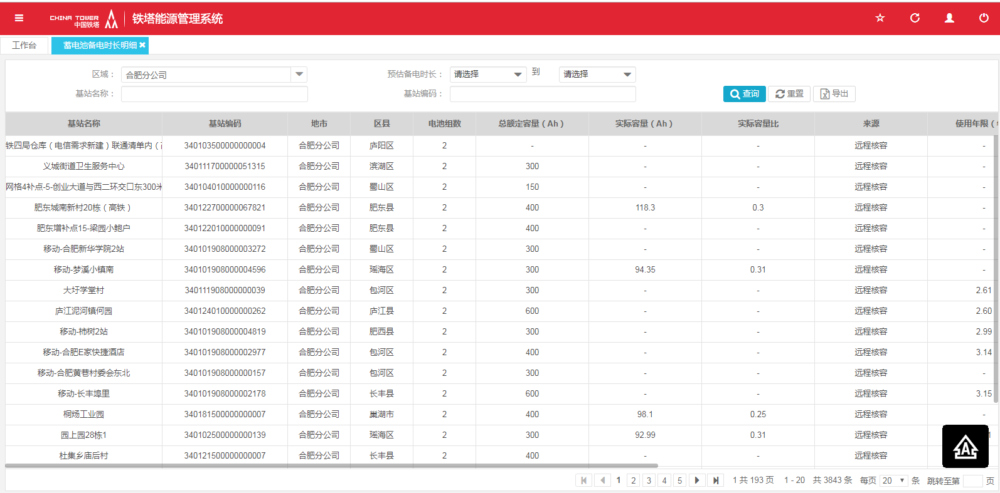 CHINA TOWER
中国铁塔
铁塔能源管理系统
工作台 蓄电池备电时长明细 ✖
区域： 合肥分公司 预估备电时长： 请选择 到 请选择
基站名称： 基站编码： 查询 重置 导出
基站名称 基站编码 地市 区县 电池组数 总额定容量（Ah） 实际容量（Ah） 实际容量比 来源 使用年限（
铁四局仓库（电信需求新建）联通清单内（ 340103500000000004 合肥分公司 庐阳区 2 - - - 远程核容 -
义城街道卫生服务中心 340111700000051315 合肥分公司 滨湖区 2 300 - - 远程核容 -
网格4补点-5-创业大道与西二环交口东300米 340104010000000116 合肥分公司 蜀山区 2 150 - - 远程核容 -
肥东城南新村20栋（高铁） 340122700000067821 合肥分公司 肥东县 2 400 118.3 0.3 远程核容 -
肥东增补点15-梁园小鲍户 340122010000000091 合肥分公司 肥东县 2 400 - - 远程核容 -
移动-合肥新华学院2站 340101908000003272 合肥分公司 蜀山区 2 300 - - 远程核容 -
移动-梦溪小镇南 340101908000004596 合肥分公司 瑶海区 2 300 94.35 0.31 远程核容 -
大圩学堂村 340111908000000039 合肥分公司 包河区 2 300 - - 远程核容 2.61
庐江泥河镇何园 340124010000000262 合肥分公司 庐江县 2 600 - - 远程核容 2.60
移动-柿树2站 340101908000004819 合肥分公司 肥西县 2 300 - - 远程核容 2.99
移动-合肥E家快捷酒店 340101908000002977 合肥分公司 包河区 2 400 - - 远程核容 3.14
移动-合肥黄巷村委会东北 340101908000000157 合肥分公司 包河区 2 300 - - 远程核容 -
移动-长丰埠里 340101908000002178 合肥分公司 长丰县 2 600 - - 远程核容 3.15
桐炀工业园 340181500000000007 合肥分公司 巢湖市 2 400 98.1 0.25 远程核容 -
园上园28栋1 340102500000000139 合肥分公司 瑶海区 2 300 92.99 0.31 远程核容 1
杜集乡庙后村 340121500000000007 合肥分公司 长丰县 2 400 - - 远程核容
1 2 3 4 5 1 共 193 页 1 - 20 共 3843 条 每页 20 条 跳转至第 页